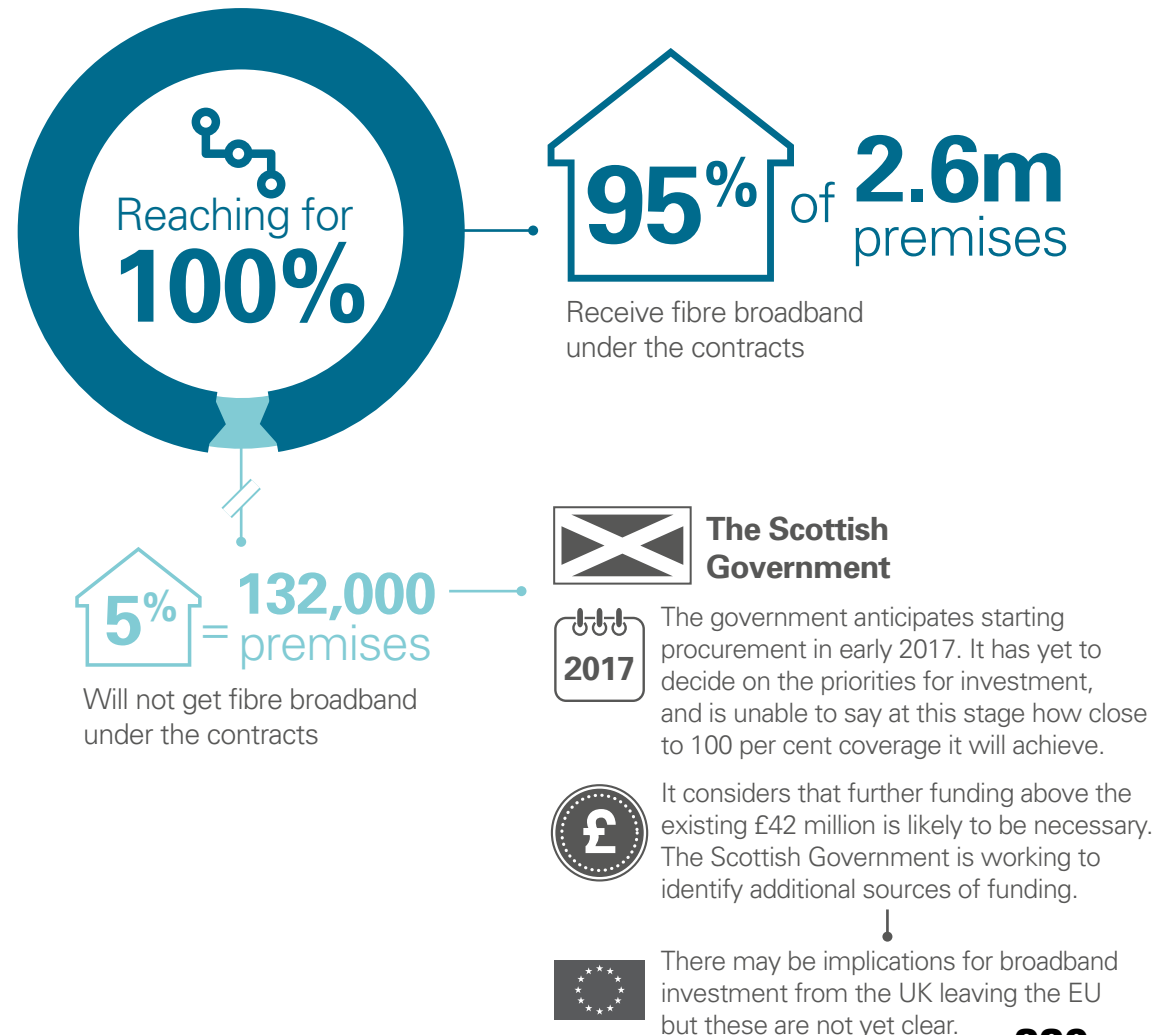 Reaching for
100%
95% of 2.6m
premises
Receive fibre broadband
under the contracts
5% = 132,000
premises
Will not get fibre broadband
under the contracts
The Scottish
Government
2017
The government anticipates starting
procurement in early 2017. It has yet to
decide on the priorities for investment,
and is unable to say at this stage how close
to 100 per cent coverage it will achieve.
£
It considers that further funding above the
existing £42 million is likely to be necessary.
The Scottish Government is working to
identify additional sources of funding.
There may be implications for broadband
investment from the UK leaving the EU
but these are not yet clear.